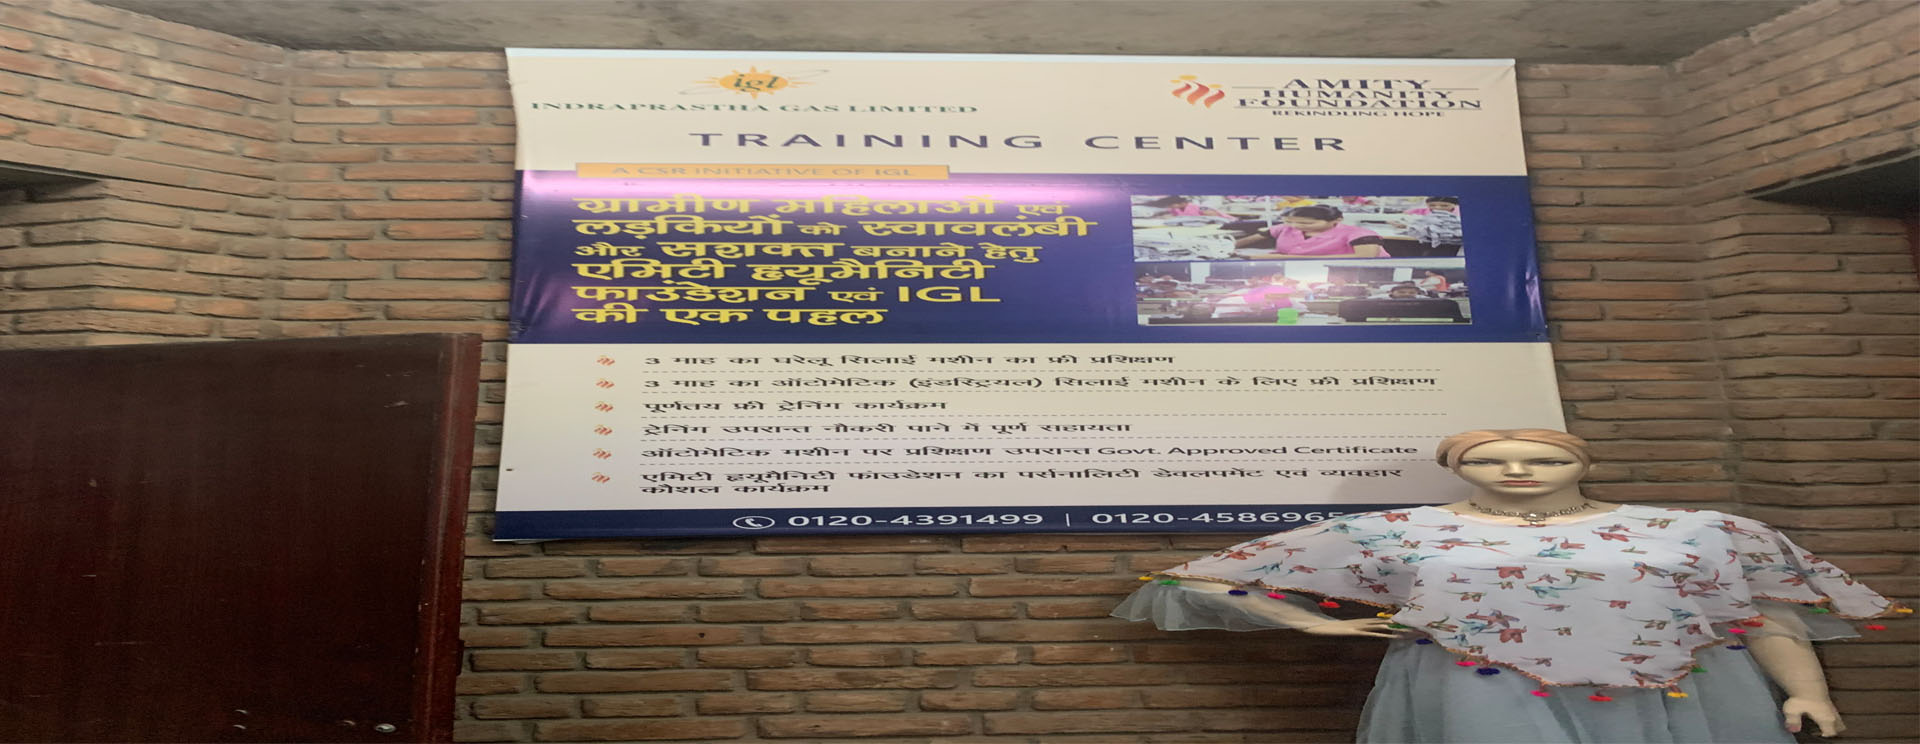 igl
INDRAPRASTHA GAS LIMITED
AMITY
HUMANITY
FOUNDATION
REKINDLING HOPE
TRAINING CENTER
A CSR INITIATIVE OF IGL
ग्रामीण महिलाओं एवं
लड़कियों को स्वावलंबी
और सशक्त बनाने हेतु
एमिटी ह्यूमैनिटी
फाउंडेशन एवं IGL
की एक पहल
3 माह का घरेलू सिलाई मशीन का फ्री प्रशिक्षण
3 माह का ऑटोमेटिक (इंडस्ट्रियल) सिलाई मशीन के लिए फ्री प्रशिक्षण
पूर्णतय फ्री ट्रेनिंग कार्यक्रम
ट्रेनिंग उपरान्त नौकरी पाने में पूर्ण सहायता
ऑटोमेटिक मशीन पर प्रशिक्षण उपरान्त Govt. Approved Certificate
एमिटी ह्यूमैनिटी फांउडेशन का पर्सनालिटी डेवलपमेंट एवं व्यवहार
कौशल कार्यक्रम
0120-4391499 | 0120-4586965